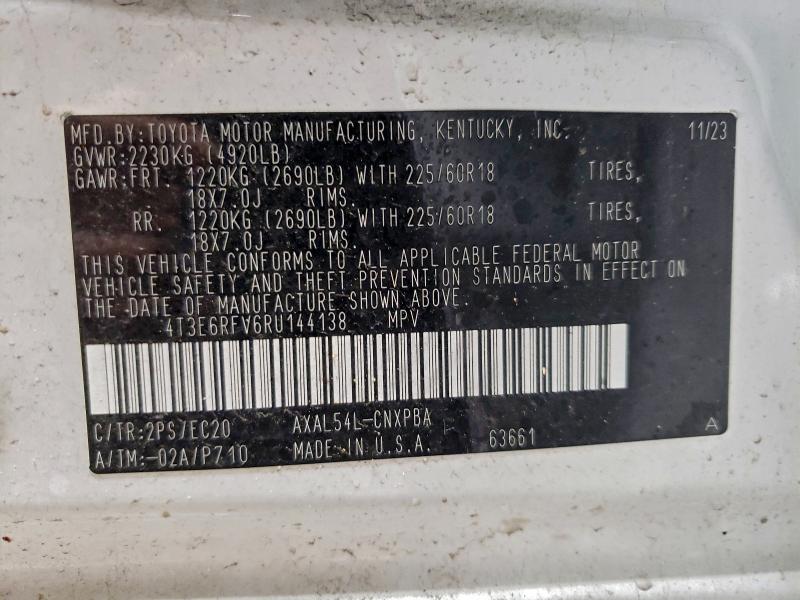 MFD.BY:TOYOTA MOTOR MANUFACTURING, KENTUCKY, INC. 11/23
GVWR:2230KG (4920LB)
GAWR:FRT. 1220KG (2690LB) WITH 225/60R18 TIRES,
18X7.0J RIMS.
RR. 1220KG (2690LB) WITH 225/60R18 TIRES,
18X7.0J RIMS.
THIS VEHICLE CONFORMS TO ALL APPLICABLE FEDERAL MOTOR
VEHICLE SAFETY AND THEFT PREVENTION STANDARDS IN EFFECT ON
THE DATE OF MANUFACTURE SHOWN ABOVE.
4T3E6RFV6RU144138 MPV
C/TR:2PS/EC20 AXAL54L-CNXPBA A
A/TM:-02A/P710 MADE IN U.S.A. 63661